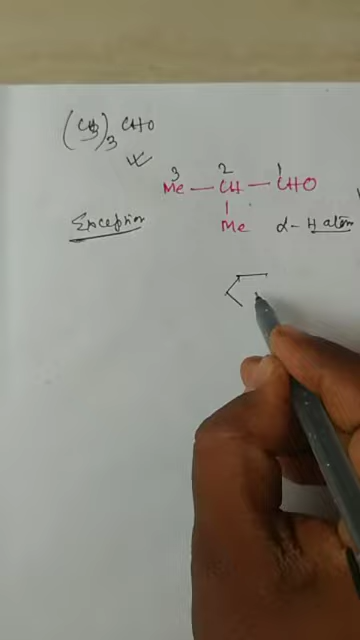 (CH3)3 CHO
3 2 1
Me — CH — CHO
|
Exception Me α - H atom